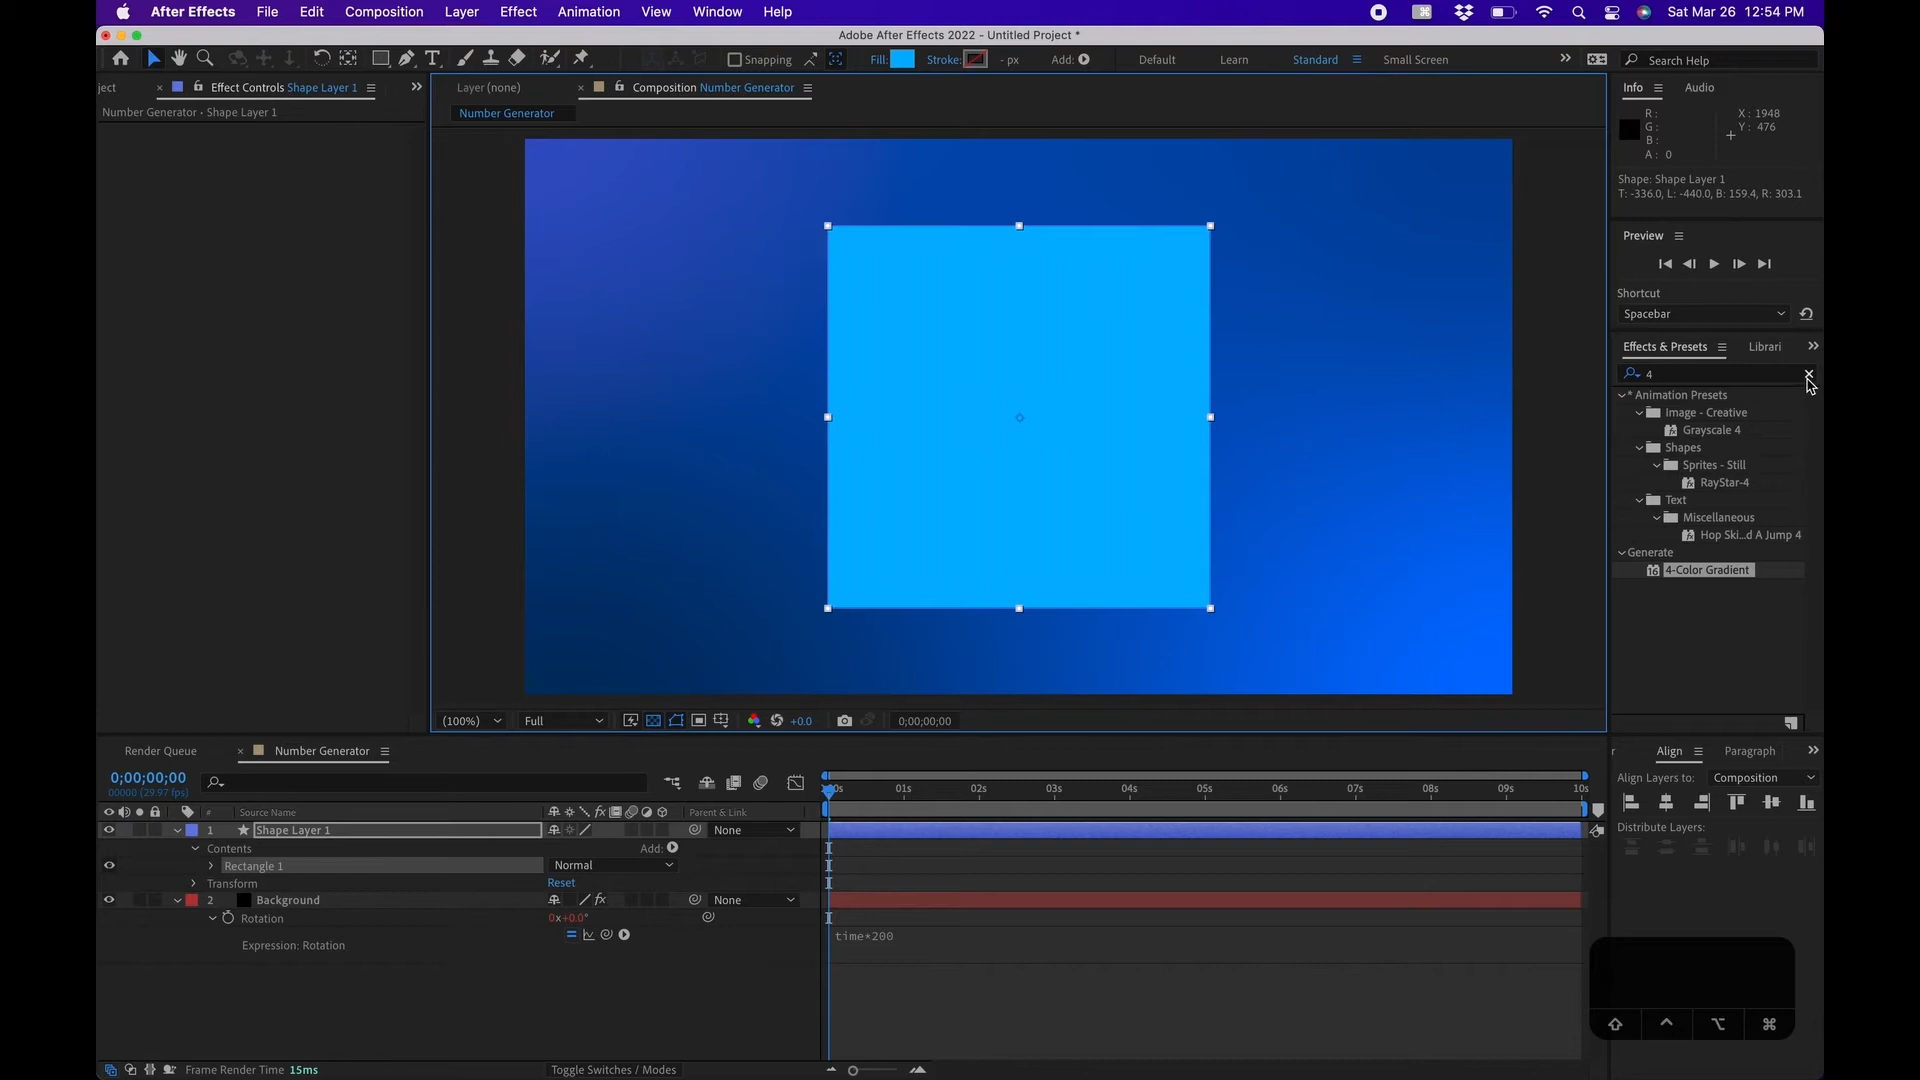 After Effects File Edit Composition Layer Effect Animation View Window Help Sat Mar 26 12:54 PM
Adobe After Effects 2022 - Untitled Project *
Snapping Fill: Stroke: - px Add: Default Learn Standard Small Screen Search Help
ject Effect Controls Shape Layer 1 Layer (none) Composition Number Generator Info Audio
Number Generator • Shape Layer 1 Number Generator
R: X: 1948
G: Y: 476
B:
A: 0
Shape: Shape Layer 1
T: -336.0, L: -440.0, B: 159.4, R: 303.1
Preview
Shortcut
Spacebar
Effects & Presets Librari
4
* Animation Presets
Image - Creative
Grayscale 4
Shapes
Sprites - Still
RayStar-4
Text
Miscellaneous
Hop Ski...d A Jump 4
Generate
4-Color Gradient
(100%) Full +0.0 0;00;00;00
Render Queue Number Generator Align Paragraph
0;00;00;00
00000 (29.97 fps)
Align Layers to: Composition
01s 02s 03s 04s 05s 06s 07s 08s 09s 10s
# Source Name Parent & Link
Distribute Layers:
1 Shape Layer 1 None
Contents Add:
Rectangle 1 Normal
Transform Reset
2 Background None
Rotation 0x+0.0°
Expression: Rotation time*200
Frame Render Time 15ms Toggle Switches / Modes